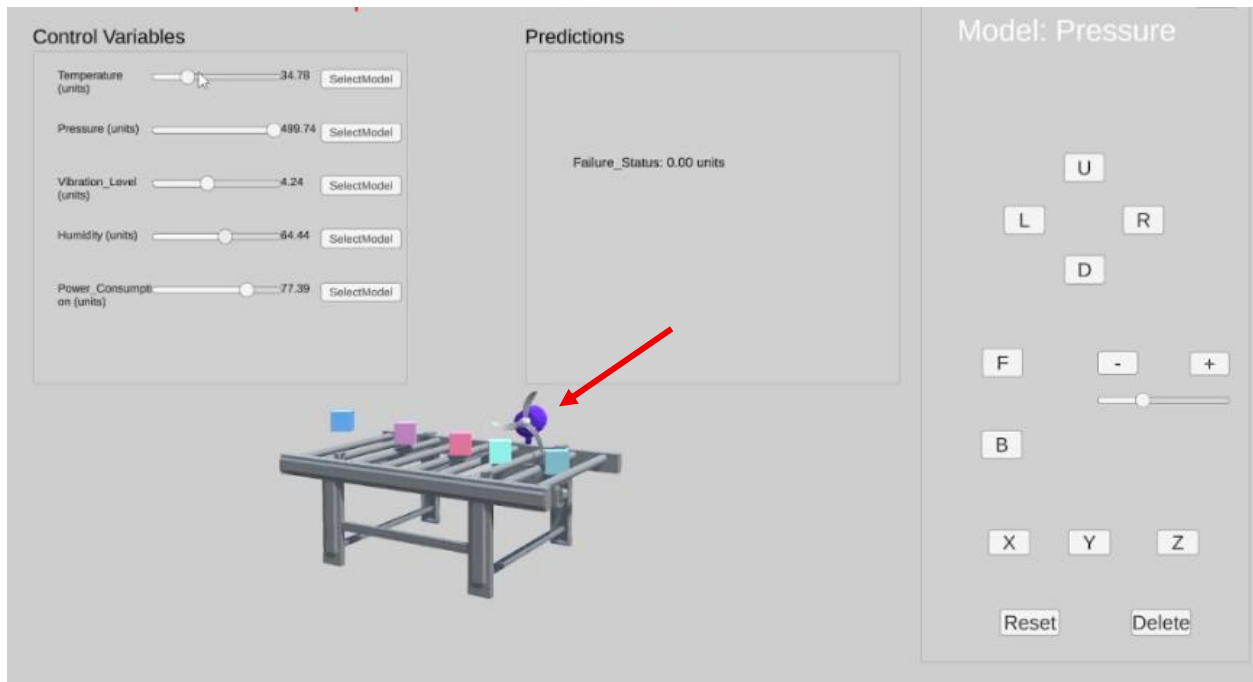 Control Variables
Temperature
(units)
34.78
SelectModel
Pressure (units)
499.74
SelectModel
Vibration_Level
(units)
4.24
SelectModel
Humidity (units)
64.44
SelectModel
Power_Consumpti
on (units)
77.39
SelectModel
Predictions
Failure_Status: 0.00 units
Model: Pressure
U
L R
D
F - +
B
X Y Z
Reset Delete